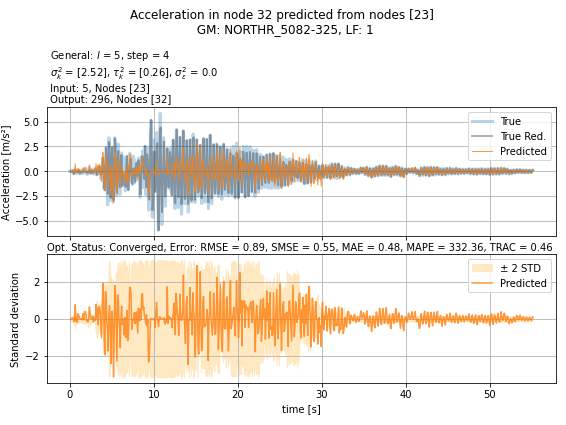 Acceleration in node 32 predicted from nodes [23]
GM: NORTHR_5082-325, LF: 1
General: l = 5, step = 4
σ²ₖ = [2.52], τ²ₖ = [0.26], σ²ₑ = 0.0
Input: 5, Nodes [23]
Output: 296, Nodes [32]
Acceleration [m/s²]
5.0
2.5
0.0
−2.5
−5.0
True
True Red.
Predicted
Opt. Status: Converged, Error: RMSE = 0.89, SMSE = 0.55, MAE = 0.48, MAPE = 332.36, TRAC = 0.46
Standard deviation
2
0
−2
± 2 STD
Predicted
0 10 20 30 40 50
time [s]